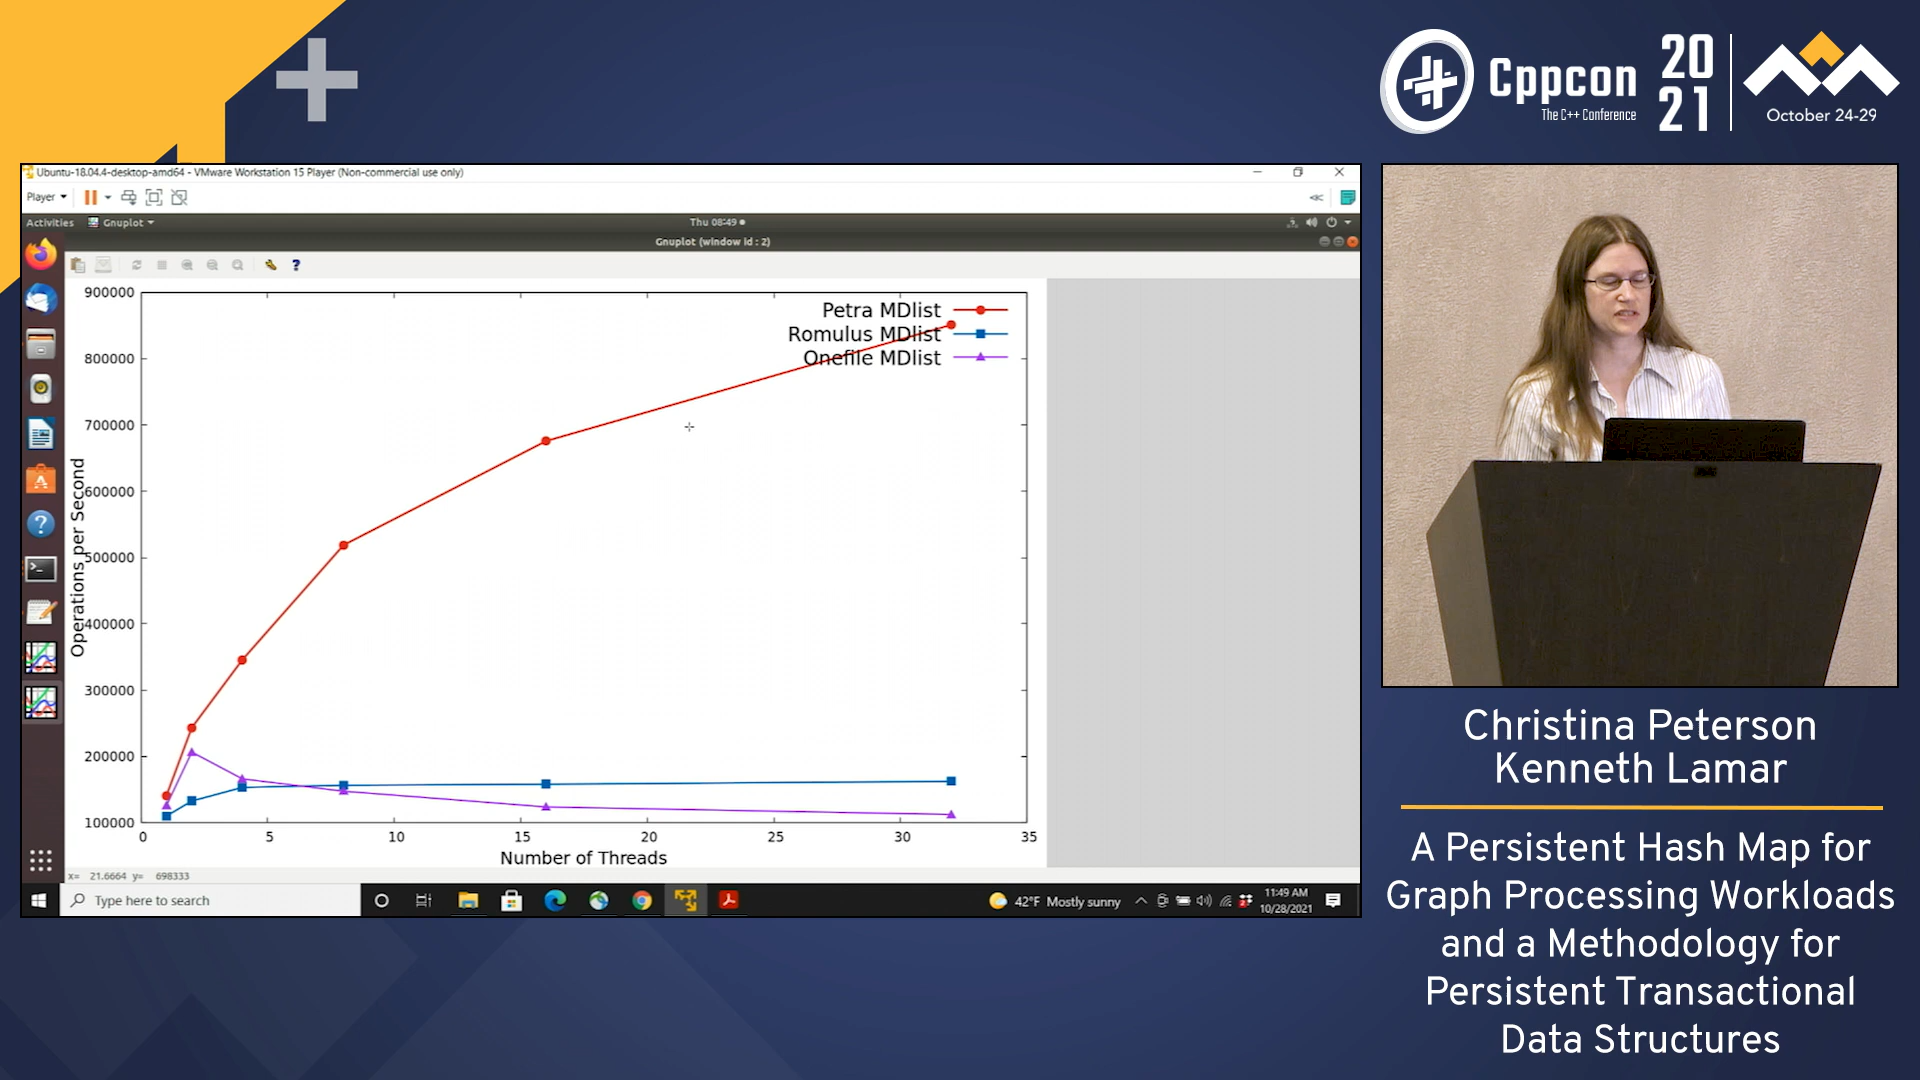 Cppcon
The C++ Conference
20
21
October 24-29
Ubuntu-18.04.4-desktop-amd64 - VMware Workstation 15 Player (Non-commercial use only)
Player
Activities
Gnuplot
Thu 08:49
Gnuplot (window id : 2)
900000
800000
700000
600000
500000
400000
300000
200000
100000
Operations per Second
Petra MDlist
Romulus MDlist
Onefile MDlist
0
5
10
15
20
25
30
35
Number of Threads
x= 21.6664 y= 698333
Type here to search
42°F Mostly sunny
11:49 AM
10/28/2021
Christina Peterson
Kenneth Lamar
A Persistent Hash Map for
Graph Processing Workloads
and a Methodology for
Persistent Transactional
Data Structures